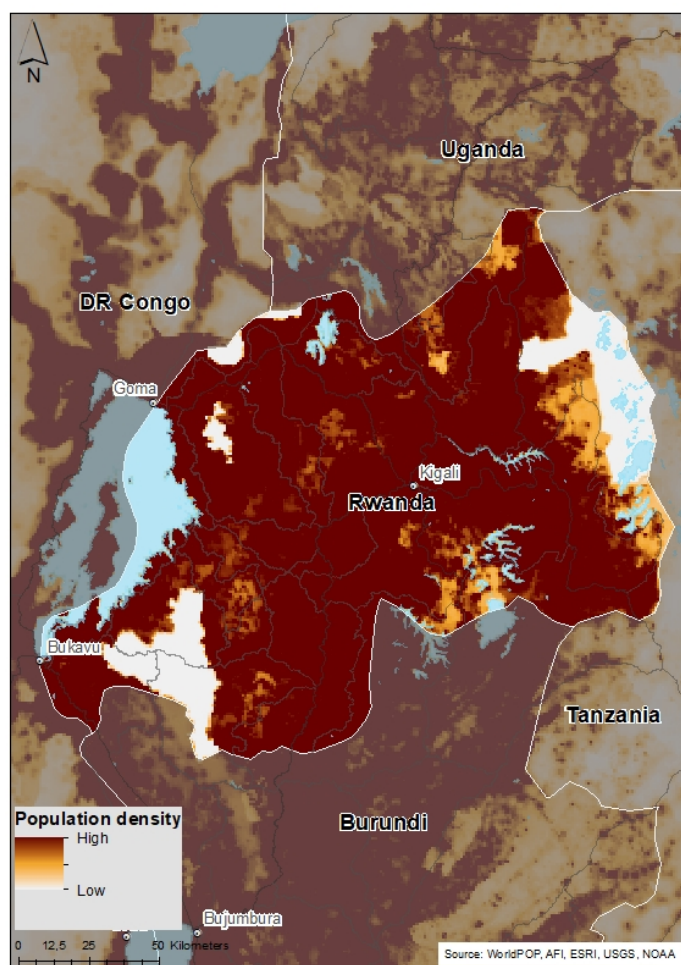 N
Uganda
DR Congo
Goma
Kigali
Rwanda
Bukavu
Tanzania
Population density
High
Low
Burundi
Bujumbura
0 12,5 25 50 Kilometers
Source: WorldPOP, AFI, ESRI, USGS, NOAA